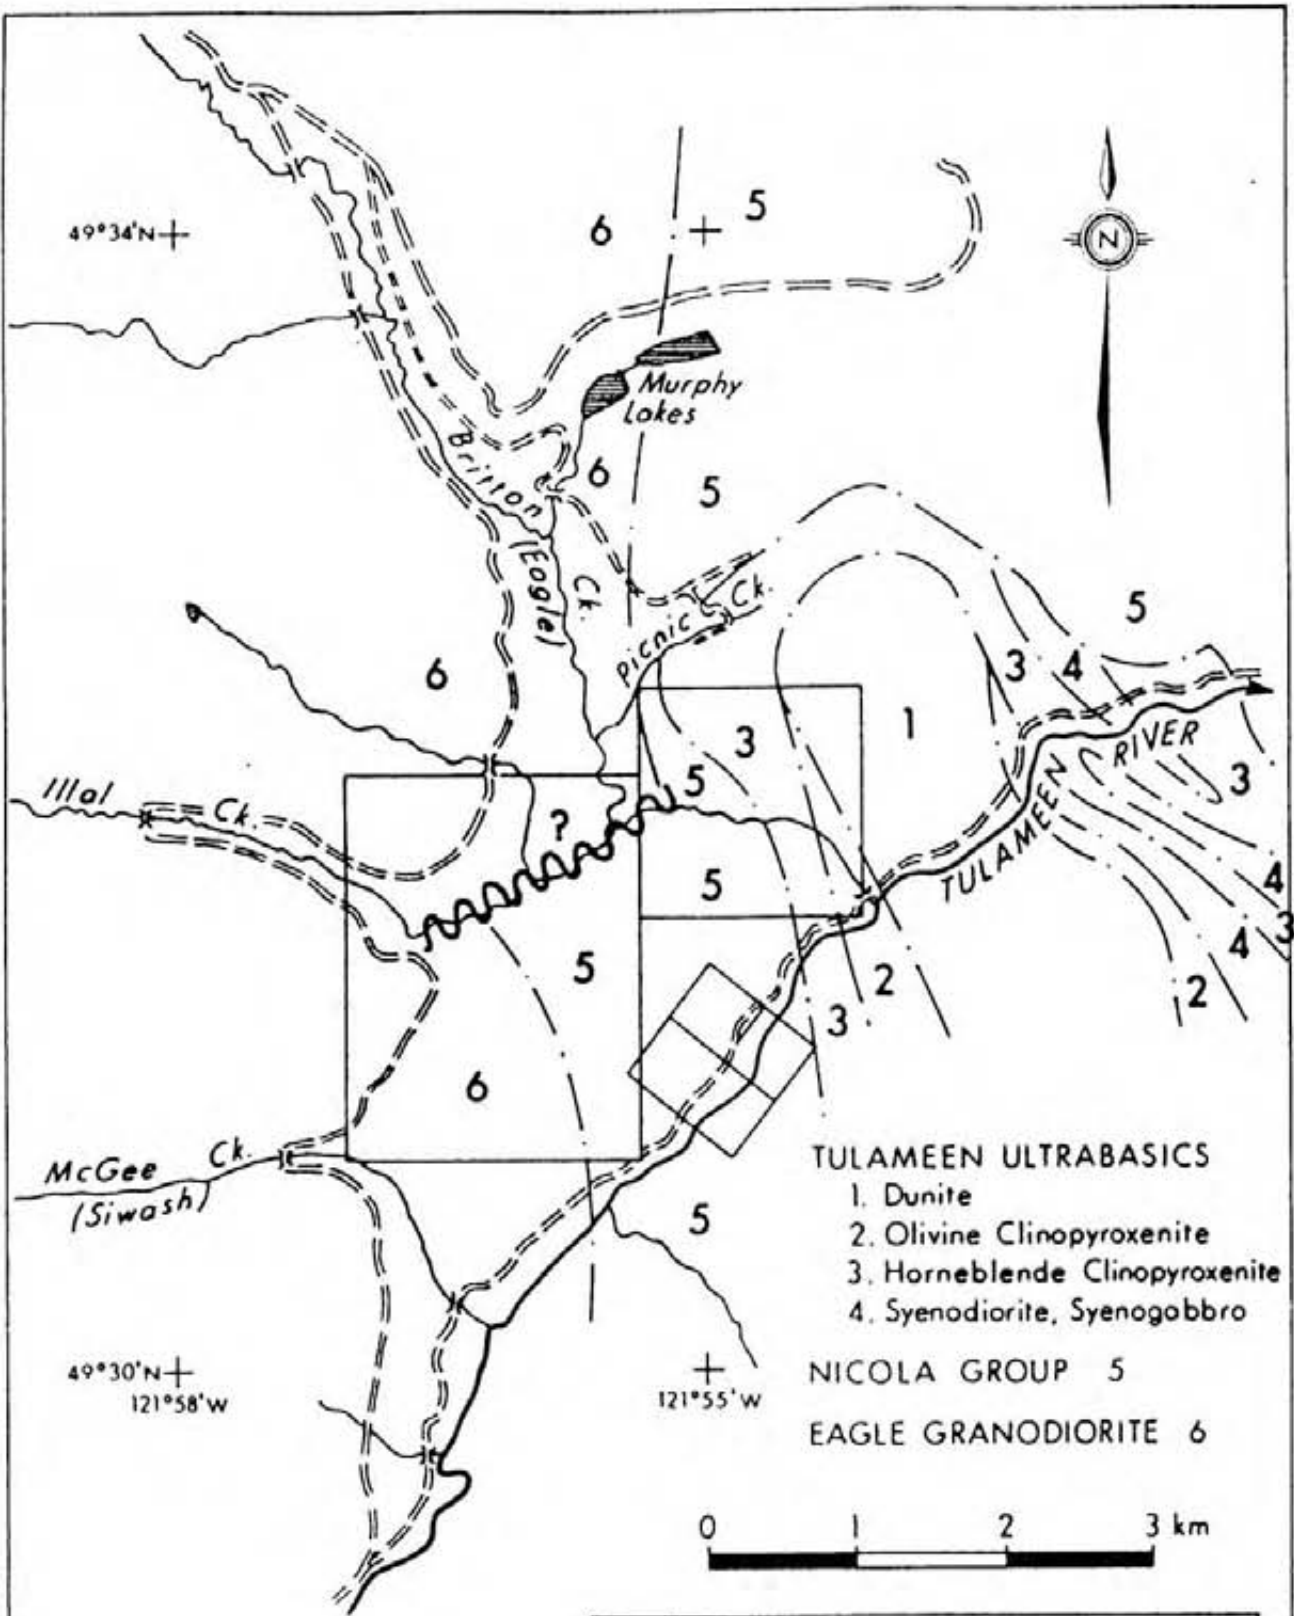 49°34'N
6
5
N
Murphy
Lakes
Britton
(Eagle)
Ck.
6
5
Picnic Ck.
5
6
3
4
1
3
5
RIVER
TULAMEEN
3
Illal Ck.
?
5
4
3
4
2
5
2
3
6
McGee Ck.
(Siwash)
5
TULAMEEN ULTRABASICS
1. Dunite
2. Olivine Clinopyroxenite
3. Horneblende Clinopyroxenite
4. Syenodiorite, Syenogabbro
49°30'N
121°58'W
121°55'W
NICOLA GROUP 5
EAGLE GRANODIORITE 6
0 1 2 3 km